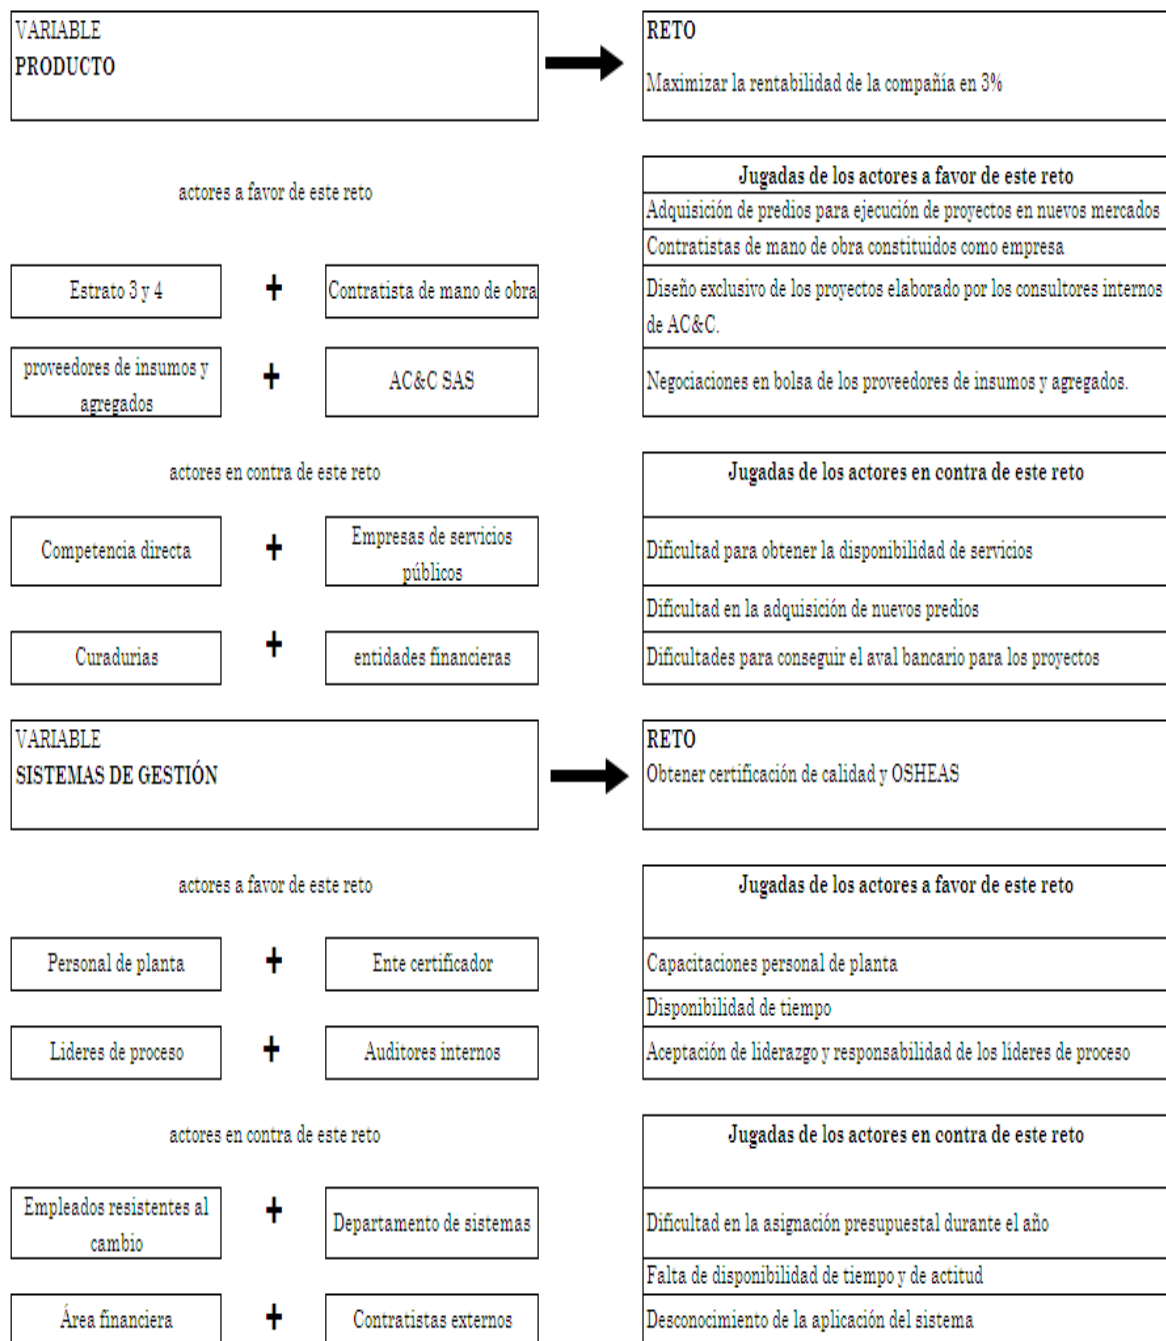 VARIABLE
PRODUCTO
RETO
Maximizar la rentabilidad de la compañía en 3%
actores a favor de este reto
Jugadas de los actores a favor de este reto
Adquisición de predios para ejecución de proyectos en nuevos mercados
Contratistas de mano de obra constituidos como empresa
Estrato 3 y 4
+
Contratista de mano de obra
Diseño exclusivo de los proyectos elaborado por los consultores internos
de AC&C.
proveedores de insumos y
agregados
+
AC&C SAS
Negociaciones en bolsa de los proveedores de insumos y agregados.
actores en contra de este reto
Jugadas de los actores en contra de este reto
Competencia directa
+
Empresas de servicios
públicos
Dificultad para obtener la disponibilidad de servicios
Dificultad en la adquisición de nuevos predios
Curadurias
+
entidades financieras
Dificultades para conseguir el aval bancario para los proyectos
VARIABLE
SISTEMAS DE GESTIÓN
RETO
Obtener certificación de calidad y OSHEAS
actores a favor de este reto
Jugadas de los actores a favor de este reto
Personal de planta
+
Ente certificador
Capacitaciones personal de planta
Disponibilidad de tiempo
Lideres de proceso
+
Auditores internos
Aceptación de liderazgo y responsabilidad de los líderes de proceso
actores en contra de este reto
Jugadas de los actores en contra de este reto
Empleados resistentes al
cambio
+
Departamento de sistemas
Dificultad en la asignación presupuestal durante el año
Falta de disponibilidad de tiempo y de actitud
Área financiera
+
Contratistas externos
Desconocimiento de la aplicación del sistema